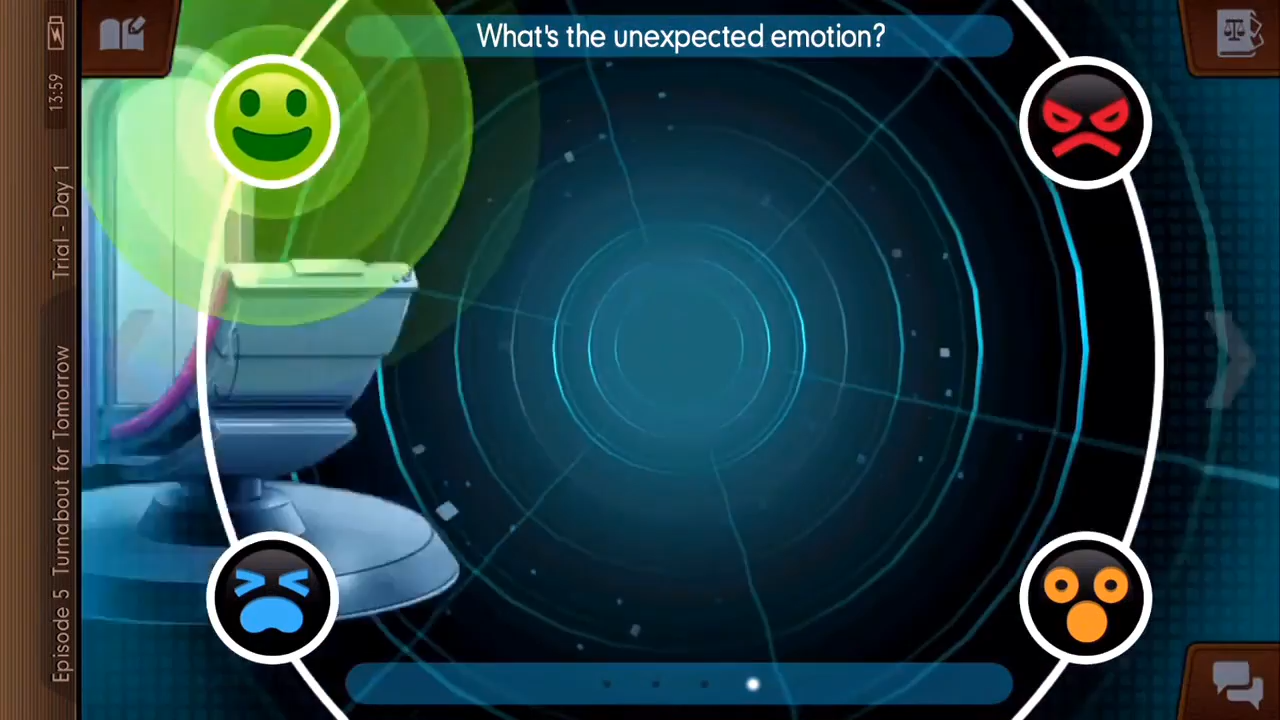 What's the unexpected emotion?
13:59
Trial - Day 1
Episode 5 Turnabout for Tomorrow